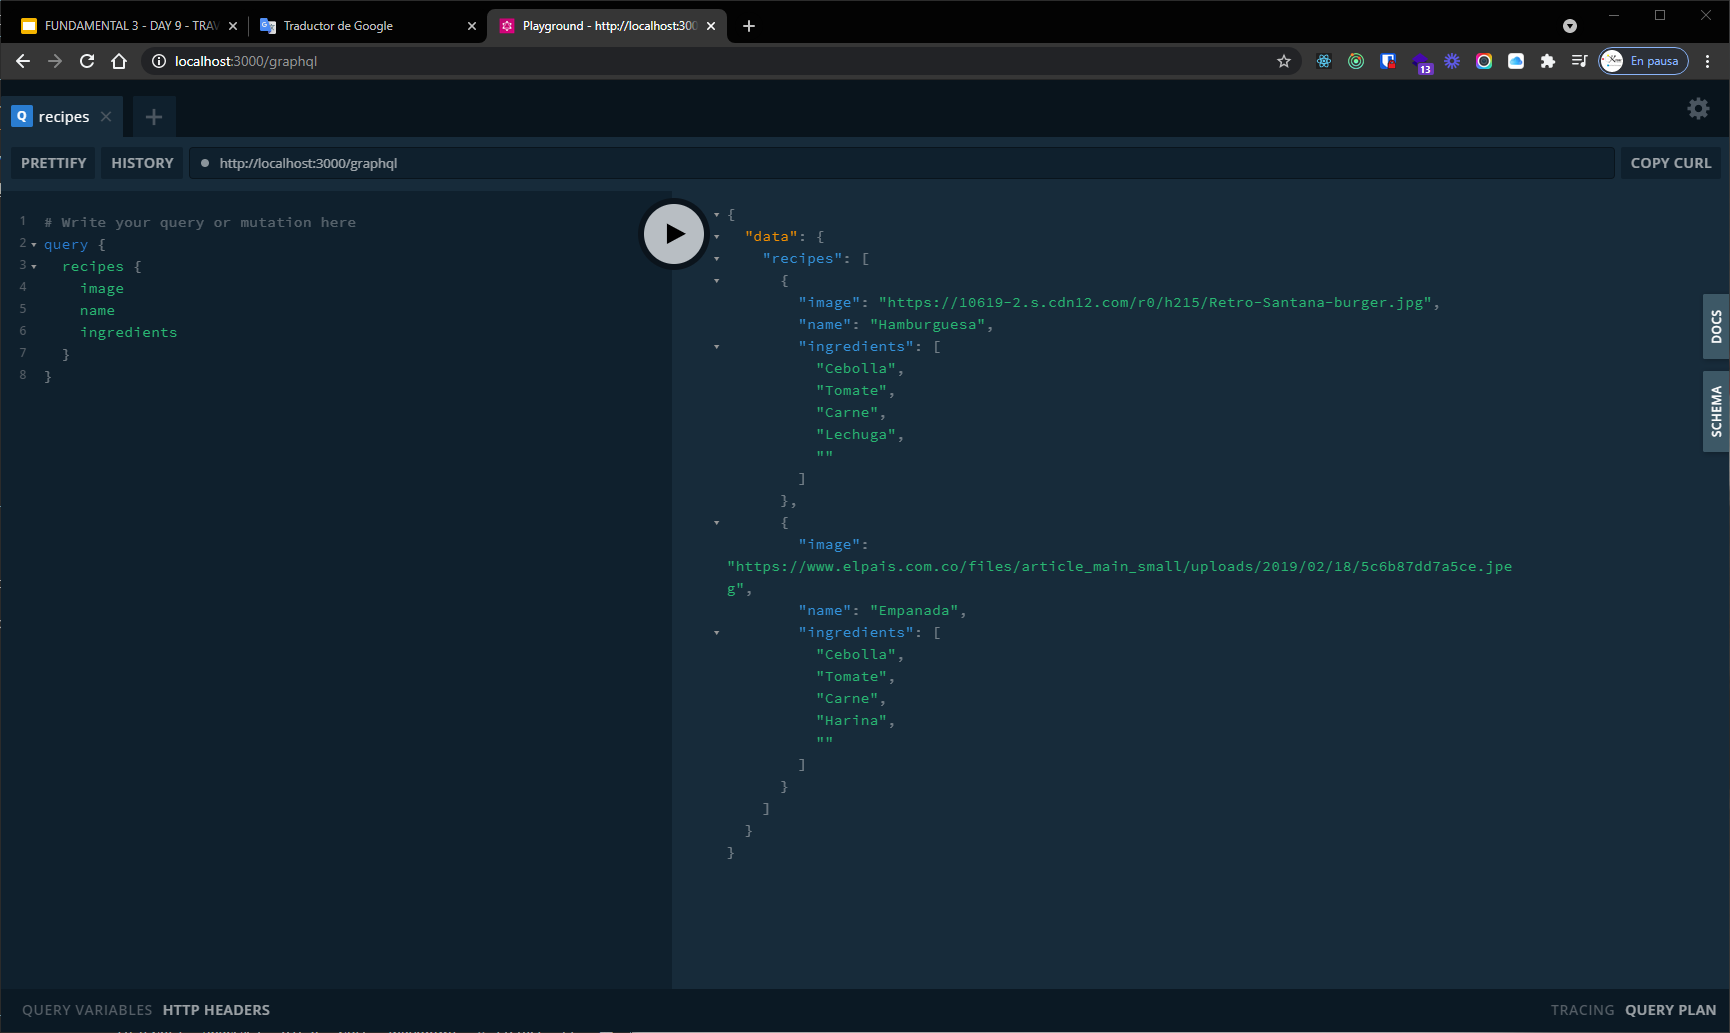 FUNDAMENTAL 3 - DAY 9 - TRAV
Traductor de Google
Playground - http://localhost:300
localhost:3000/graphql
13
En pausa
Q recipes
PRETTIFY
HISTORY
http://localhost:3000/graphql
COPY CURL
1 # Write your query or mutation here
2 query {
3 recipes {
4 image
5 name
6 ingredients
7 }
8 }
{
"data": {
"recipes": [
{
"image": "https://10619-2.s.cdn12.com/r0/h215/Retro-Santana-burger.jpg",
"name": "Hamburguesa",
"ingredients": [
"Cebolla",
"Tomate",
"Carne",
"Lechuga",
""
]
},
{
"image":
"https://www.elpais.com.co/files/article_main_small/uploads/2019/02/18/5c6b87dd7a5ce.jpe
g",
"name": "Empanada",
"ingredients": [
"Cebolla",
"Tomate",
"Carne",
"Harina",
""
]
}
]
}
}
DOCS
SCHEMA
QUERY VARIABLES
HTTP HEADERS
TRACING
QUERY PLAN